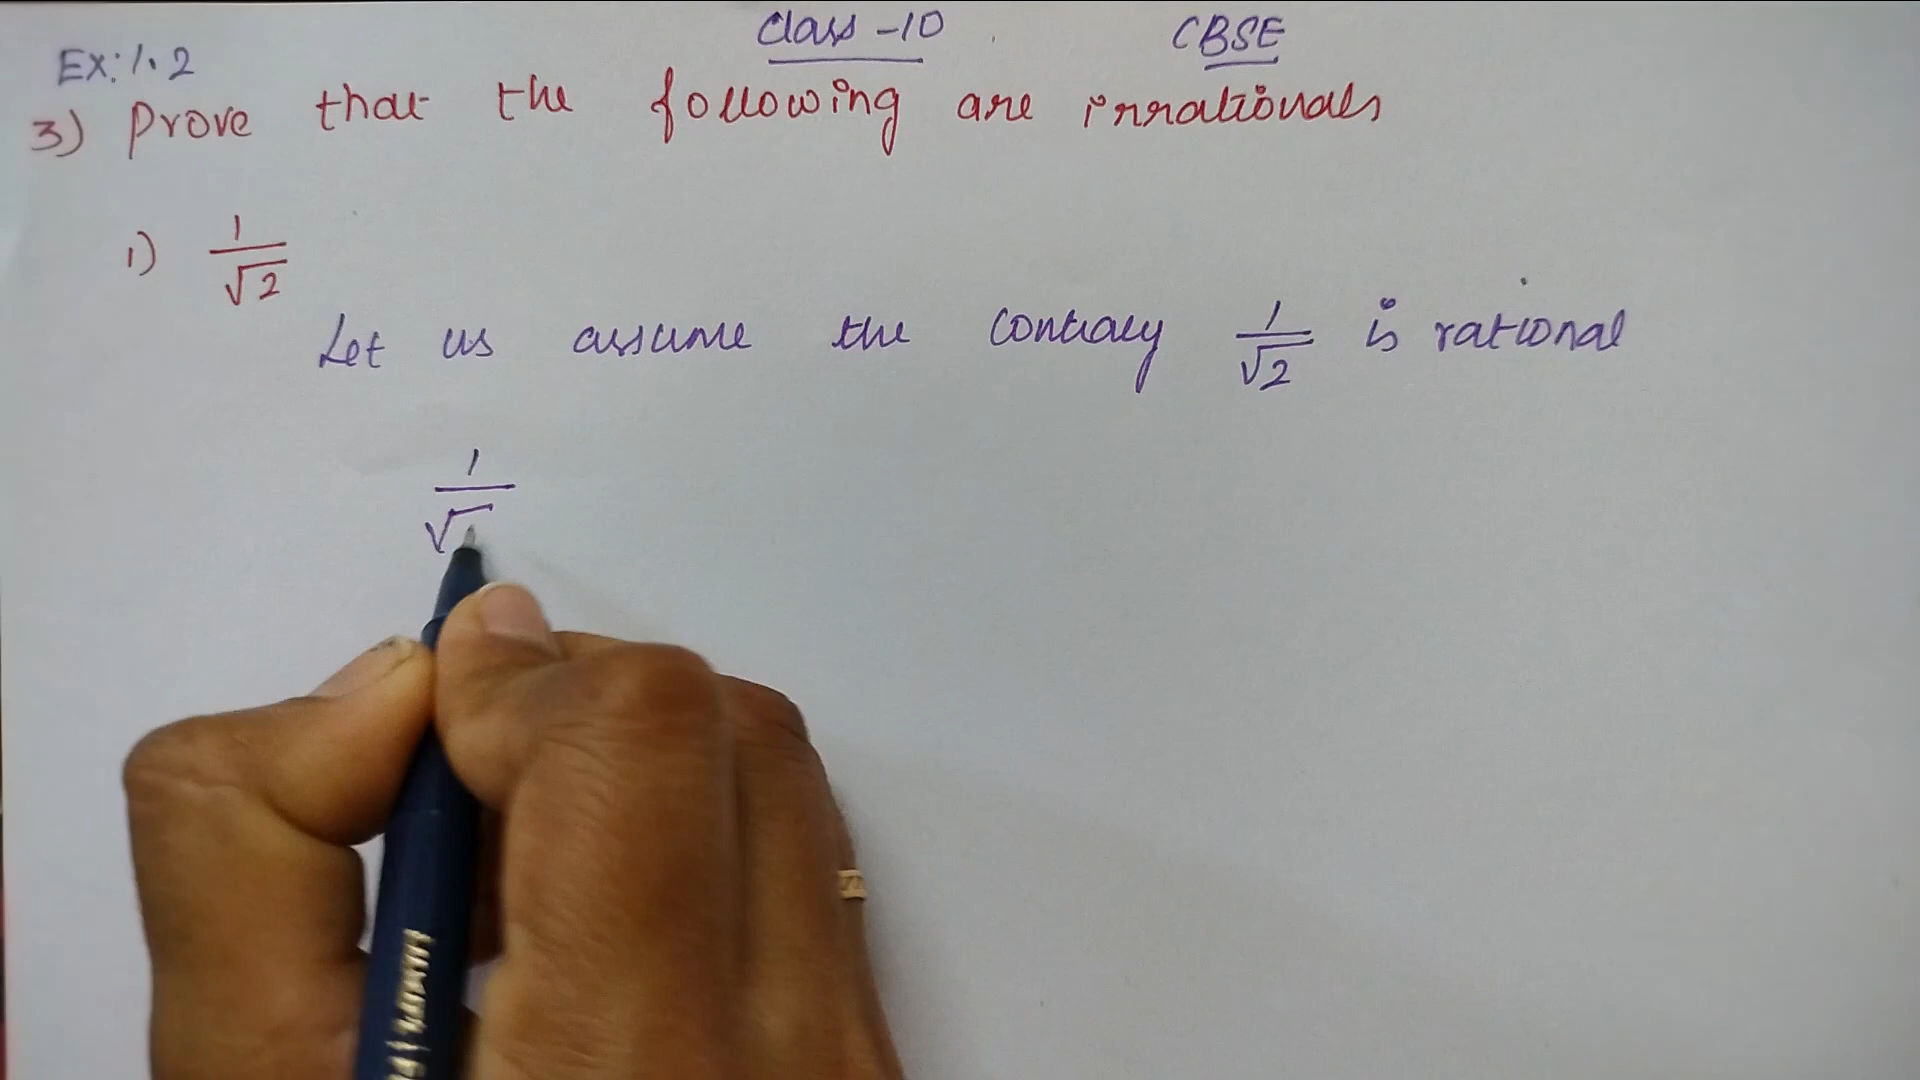 Class-10 CBSE
Ex: 1.2
3) Prove that the following are irrationals
1) 1/√2
Let us assume the contrary 1/√2 is rational
1/√